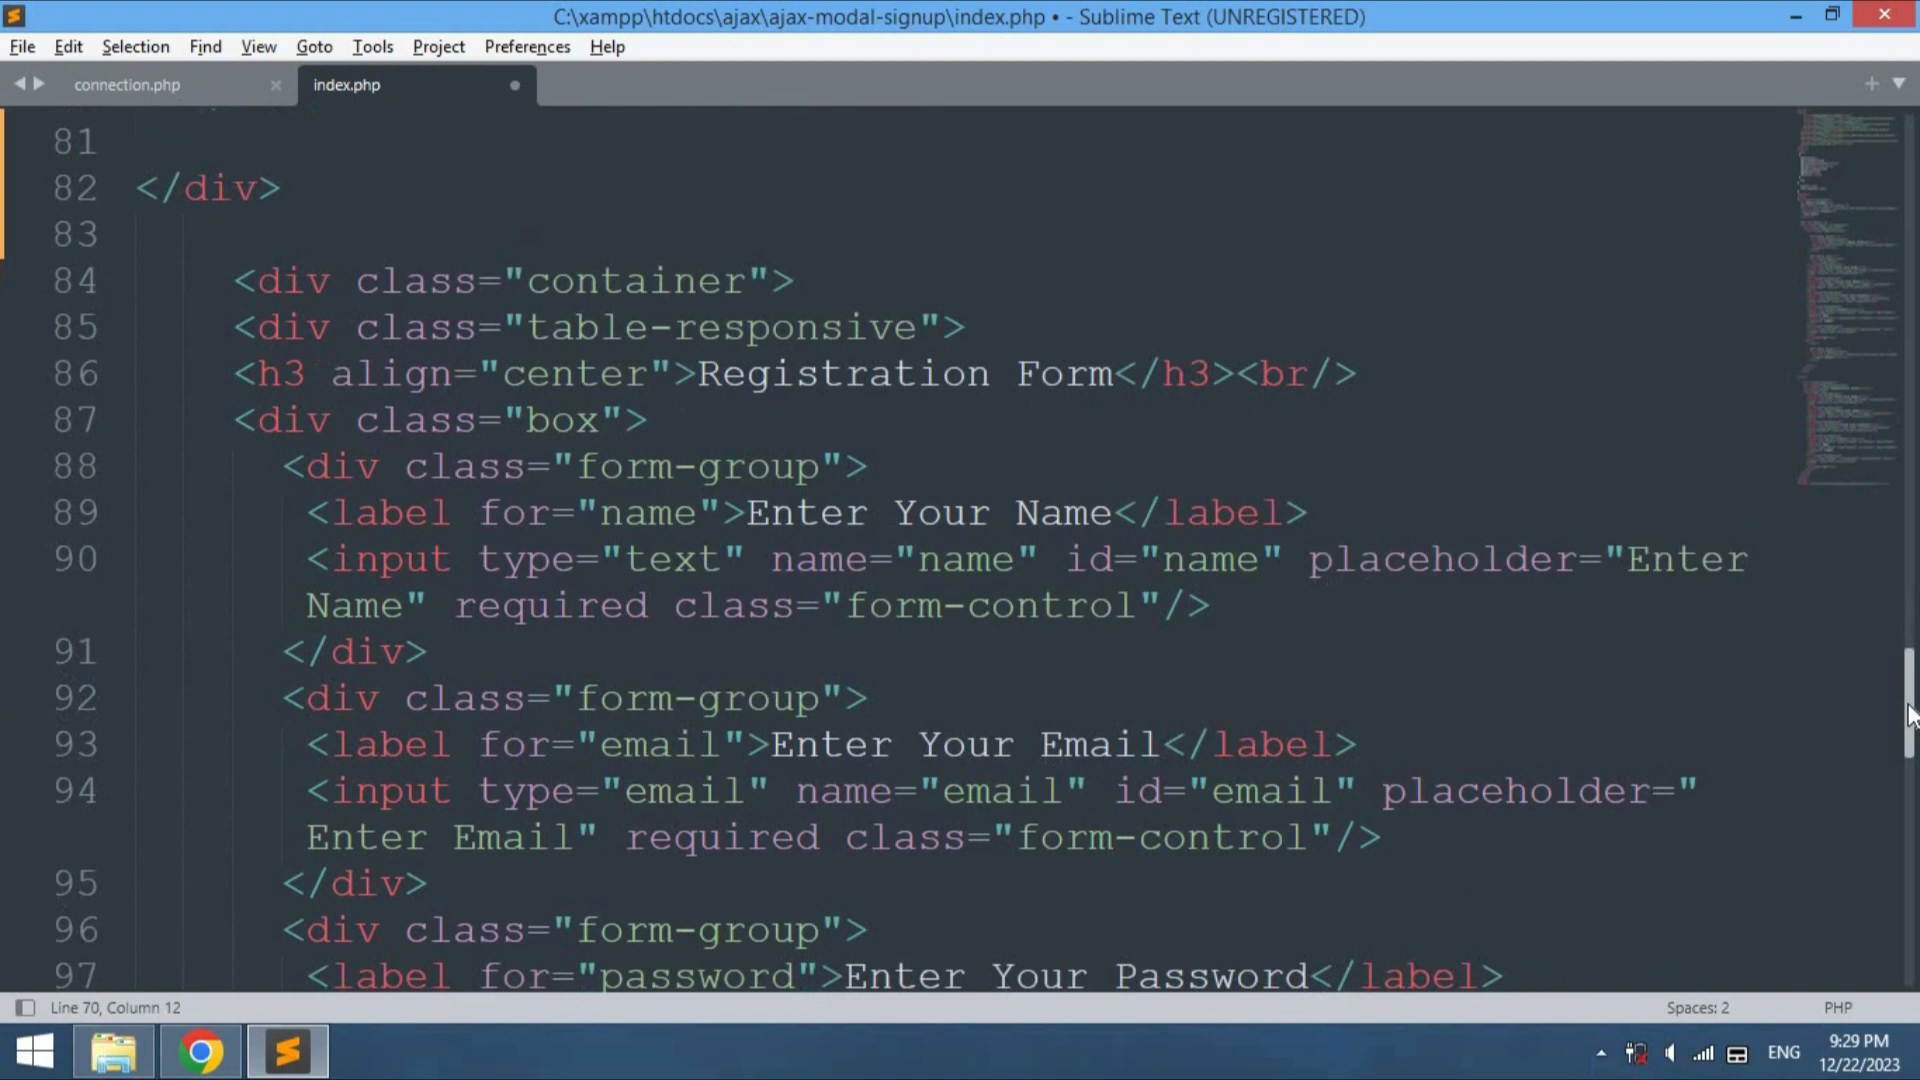 C:\xampp\htdocs\ajax\ajax-modal-signup\index.php • - Sublime Text (UNREGISTERED)
File Edit Selection Find View Goto Tools Project Preferences Help
connection.php index.php
81
82 </div>
83
84 <div class="container">
85 <div class="table-responsive">
86 <h3 align="center">Registration Form</h3><br/>
87 <div class="box">
88 <div class="form-group">
89 <label for="name">Enter Your Name</label>
90 <input type="text" name="name" id="name" placeholder="Enter
Name" required class="form-control"/>
91 </div>
92 <div class="form-group">
93 <label for="email">Enter Your Email</label>
94 <input type="email" name="email" id="email" placeholder="
Enter Email" required class="form-control"/>
95 </div>
96 <div class="form-group">
97 <label for="password">Enter Your Password</label>
Line 70, Column 12 Spaces: 2 PHP
ENG 9:29 PM
12/22/2023